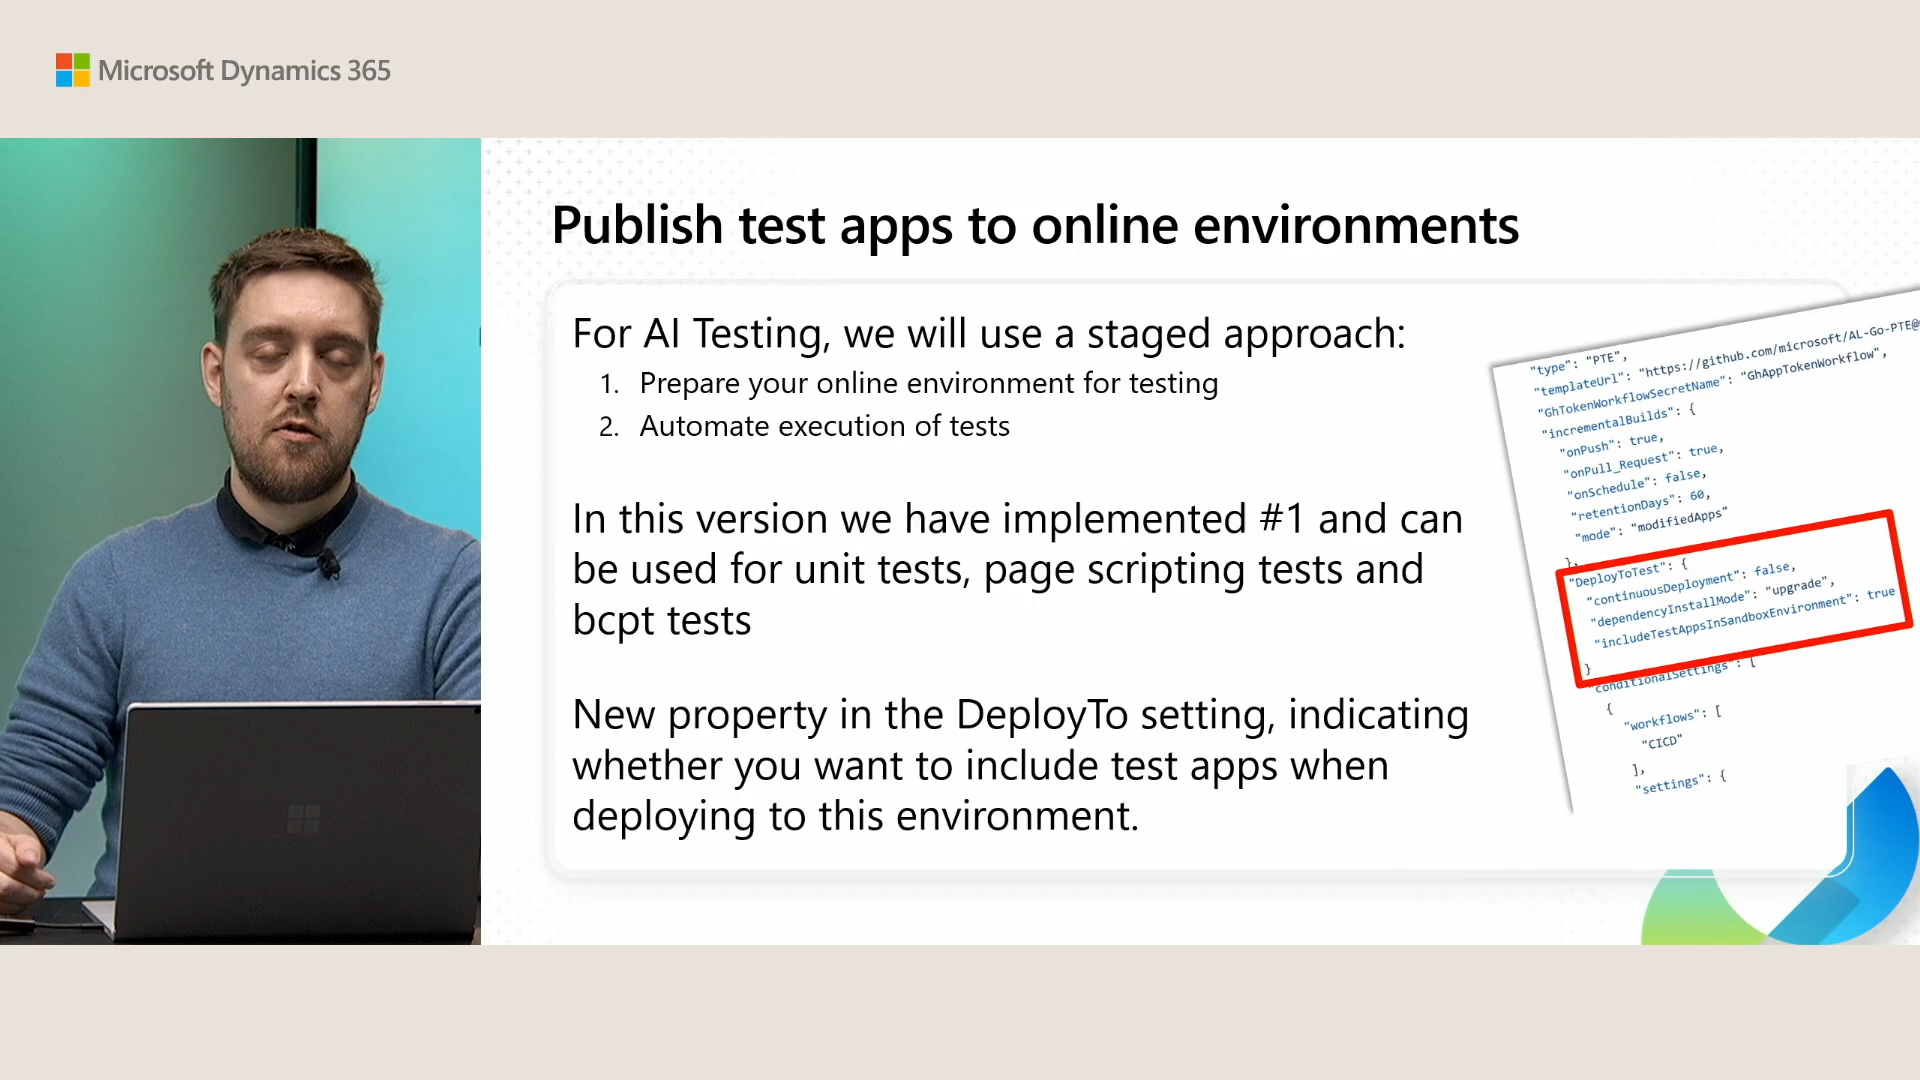 Microsoft Dynamics 365
Publish test apps to online environments
For AI Testing, we will use a staged approach:
1. Prepare your online environment for testing
2. Automate execution of tests
In this version we have implemented #1 and can
be used for unit tests, page scripting tests and
bcpt tests
New property in the DeployTo setting, indicating
whether you want to include test apps when
deploying to this environment.
"type": "PTE",
"templateUrl": "https://github.com/microsoft/AL-Go-PTE@
"GhTokenWorkflowSecretName": "GhAppTokenWorkflow",
"incrementalBuilds": {
"onPush": true,
"onPull_Request": true,
"onSchedule": false,
"retentionDays": 60,
"mode": "modifiedApps"
},
"DeployToTest": {
"continuousDeployment": false,
"dependencyInstallMode": "upgrade",
"includeTestAppsInSandboxEnvironment": true
}
"conditionalSettings": [
{
"workflows": [
"CICD"
],
"settings": {